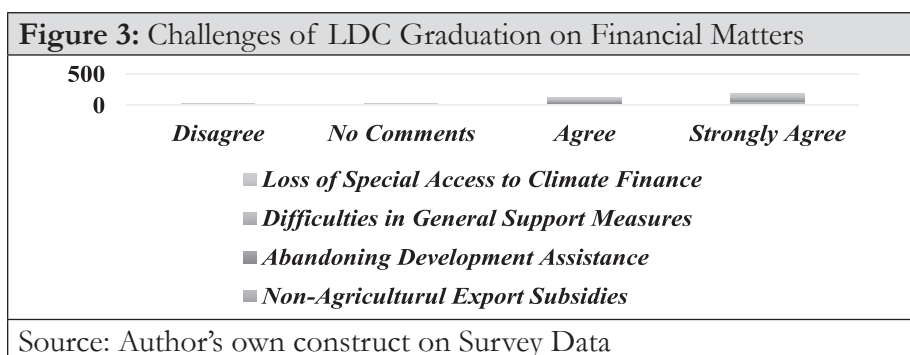 Figure 3: Challenges of LDC Graduation on Financial Matters
500
0
Disagree No Comments Agree Strongly Agree
Loss of Special Access to Climate Finance
Difficulties in General Support Measures
Abandoning Development Assistance
Non-Agriculturul Export Subsidies
Source: Author's own construct on Survey Data